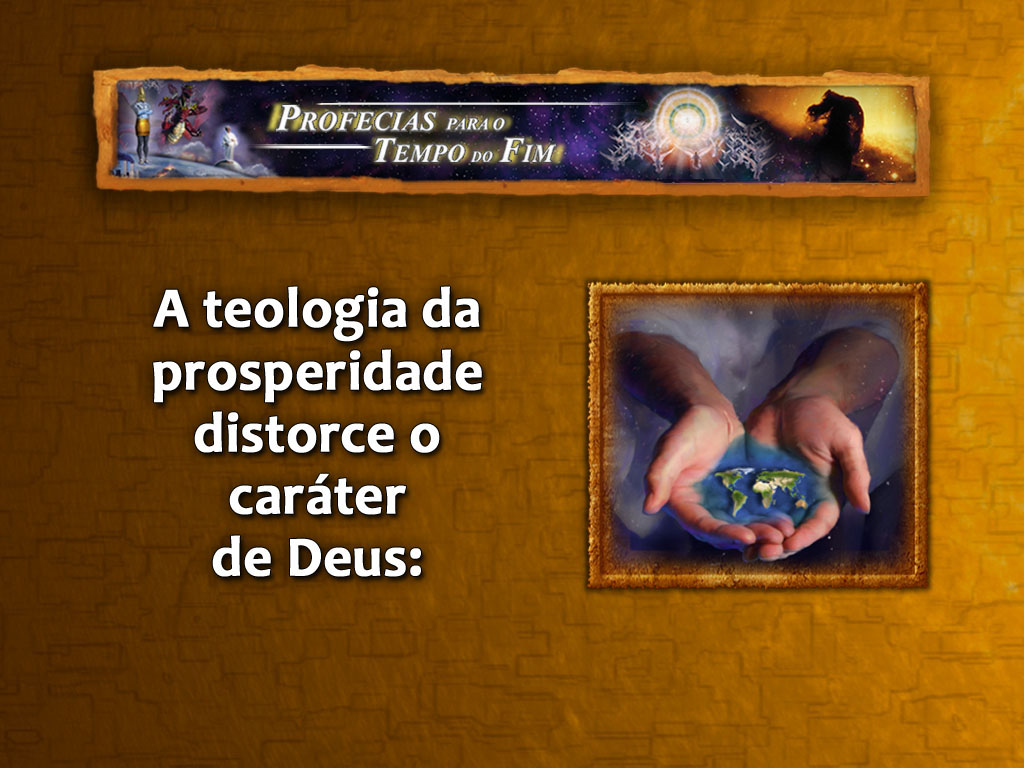 PROFECIAS PARA O
TEMPO DO FIM
A teologia da
prosperidade
distorce o
caráter
de Deus: